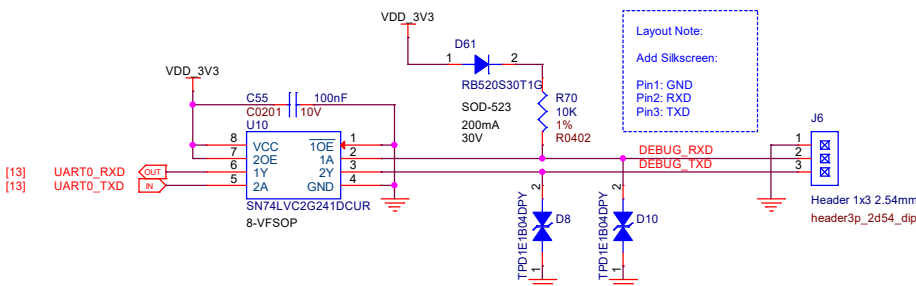 VDD_3V3
D61
1
2
RB520S30T1G
SOD-523
200mA
30V
R70
10K
1%
R0402
Layout Note:
Add Silkscreen:
Pin1: GND
Pin2: RXD
Pin3: TXD
VDD_3V3
C55
100nF
C0201
10V
U10
8
VCC
1OE
1
7
2OE
1A
2
6
1Y
2Y
3
5
2A
GND
4
SN74LVC2G241DCUR
8-VFSOP
[13]
UART0_RXD
OUT
[13]
UART0_TXD
IN
DEBUG_RXD
DEBUG_TXD
J6
1
2
3
Header 1x3 2.54mm
header3p_2d54_dip
2
TPD1E1B04DPY
D8
1
2
TPD1E1B04DPY
D10
1